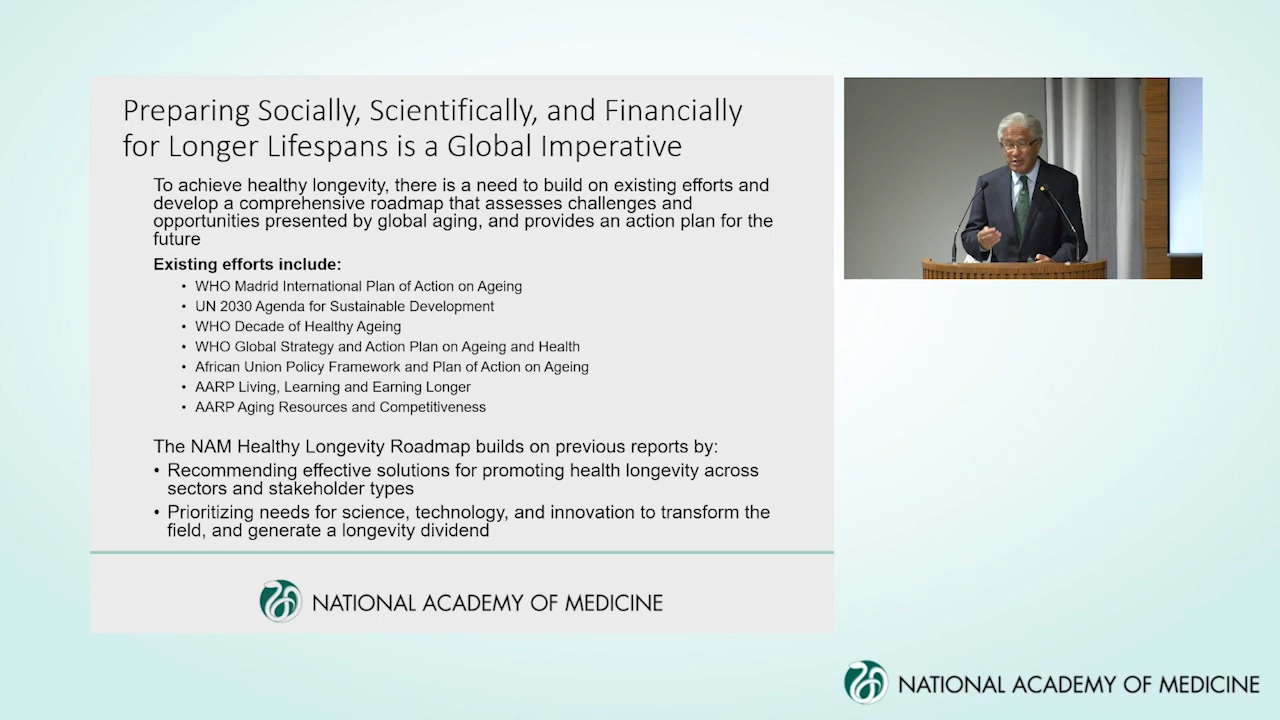 Preparing Socially, Scientifically, and Financially
for Longer Lifespans is a Global Imperative
To achieve healthy longevity, there is a need to build on existing efforts and
develop a comprehensive roadmap that assesses challenges and
opportunities presented by global aging, and provides an action plan for the
future
Existing efforts include:
• WHO Madrid International Plan of Action on Ageing
• UN 2030 Agenda for Sustainable Development
• WHO Decade of Healthy Ageing
• WHO Global Strategy and Action Plan on Ageing and Health
• African Union Policy Framework and Plan of Action on Ageing
• AARP Living, Learning and Earning Longer
• AARP Aging Resources and Competitiveness
The NAM Healthy Longevity Roadmap builds on previous reports by:
• Recommending effective solutions for promoting health longevity across
sectors and stakeholder types
• Prioritizing needs for science, technology, and innovation to transform the
field, and generate a longevity dividend
NATIONAL ACADEMY OF MEDICINE
NATIONAL ACADEMY OF MEDICINE